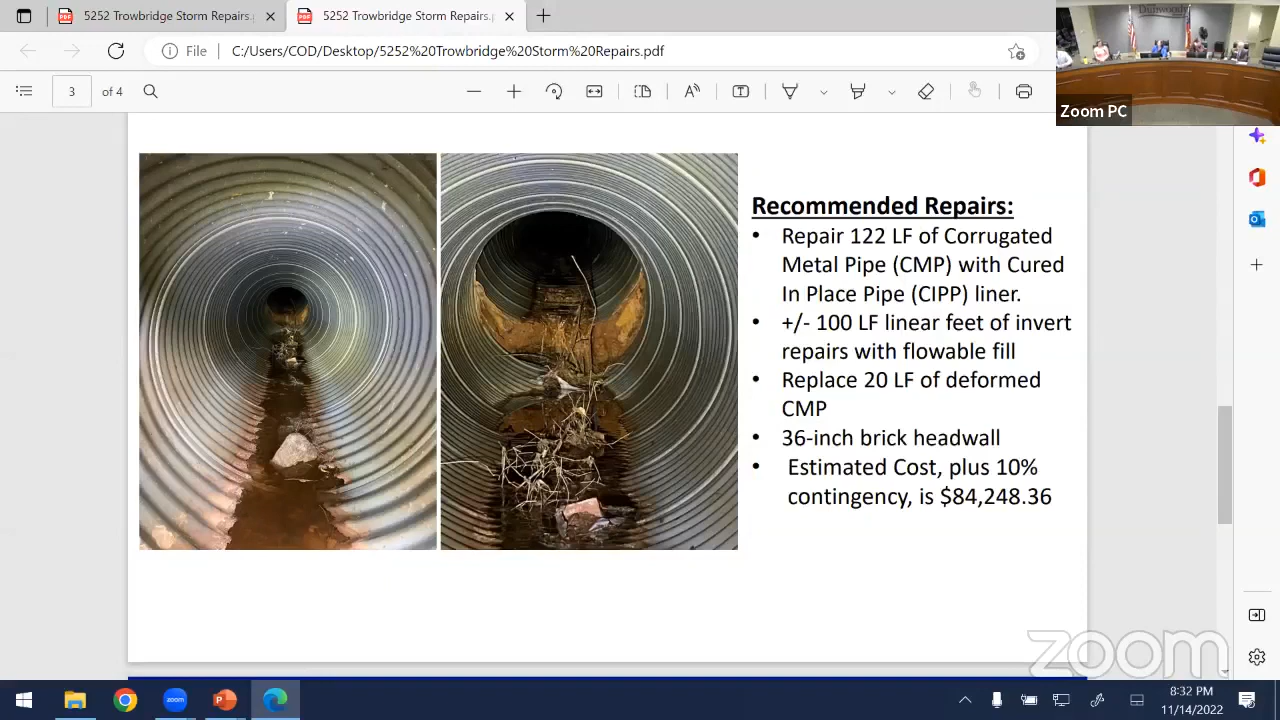 5252 Trowbridge Storm Repairs.p
5252 Trowbridge Storm Repairs.p
File
C:/Users/COD/Desktop/5252%20Trowbridge%20Storm%20Repairs.pdf
3 of 4
Dunwoody
Zoom PC
Recommended Repairs:
• Repair 122 LF of Corrugated
Metal Pipe (CMP) with Cured
In Place Pipe (CIPP) liner.
• +/- 100 LF linear feet of invert
repairs with flowable fill
• Replace 20 LF of deformed
CMP
• 36-inch brick headwall
• Estimated Cost, plus 10%
contingency, is $84,248.36
zoom
zoom
8:32 PM
11/14/2022